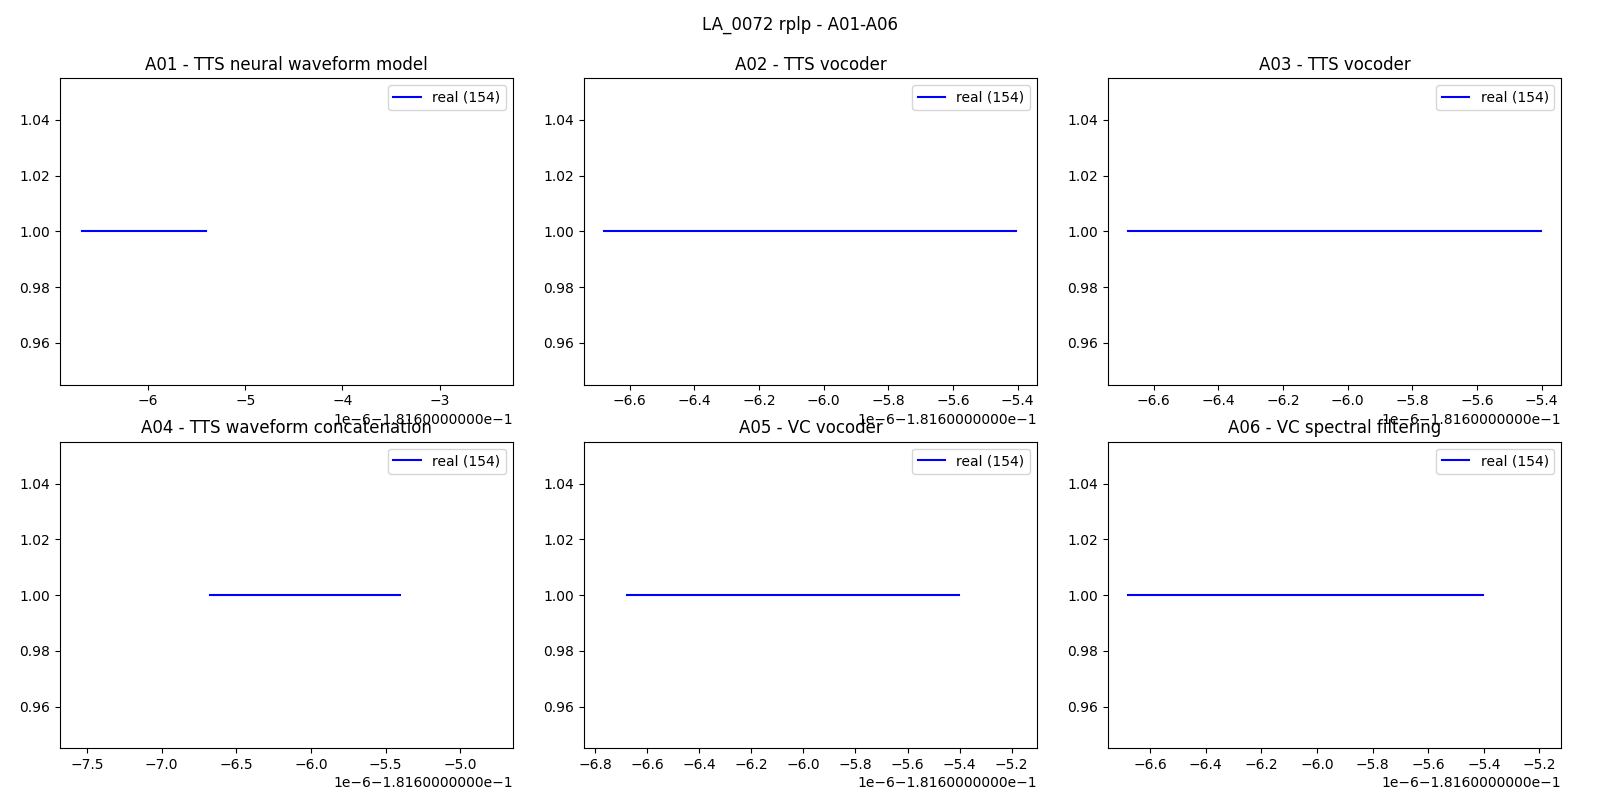 LA_0072 rplp - A01-A06
A01 - TTS neural waveform model
real (154)
1.04
1.02
1.00
0.98
0.96
−6 −5 −4 −3
1e−6−1.8160000000e−1
A02 - TTS vocoder
real (154)
1.04
1.02
1.00
0.98
0.96
−6.6 −6.4 −6.2 −6.0 −5.8 −5.6 −5.4
1e−6−1.8160000000e−1
A03 - TTS vocoder
real (154)
1.04
1.02
1.00
0.98
0.96
−6.6 −6.4 −6.2 −6.0 −5.8 −5.6 −5.4
1e−6−1.8160000000e−1
A04 - TTS waveform concatenation
real (154)
1.04
1.02
1.00
0.98
0.96
−7.5 −7.0 −6.5 −6.0 −5.5 −5.0
1e−6−1.8160000000e−1
A05 - VC vocoder
real (154)
1.04
1.02
1.00
0.98
0.96
−6.8 −6.6 −6.4 −6.2 −6.0 −5.8 −5.6 −5.4 −5.2
1e−6−1.8160000000e−1
A06 - VC spectral filtering
real (154)
1.04
1.02
1.00
0.98
0.96
−6.6 −6.4 −6.2 −6.0 −5.8 −5.6 −5.4 −5.2
1e−6−1.8160000000e−1